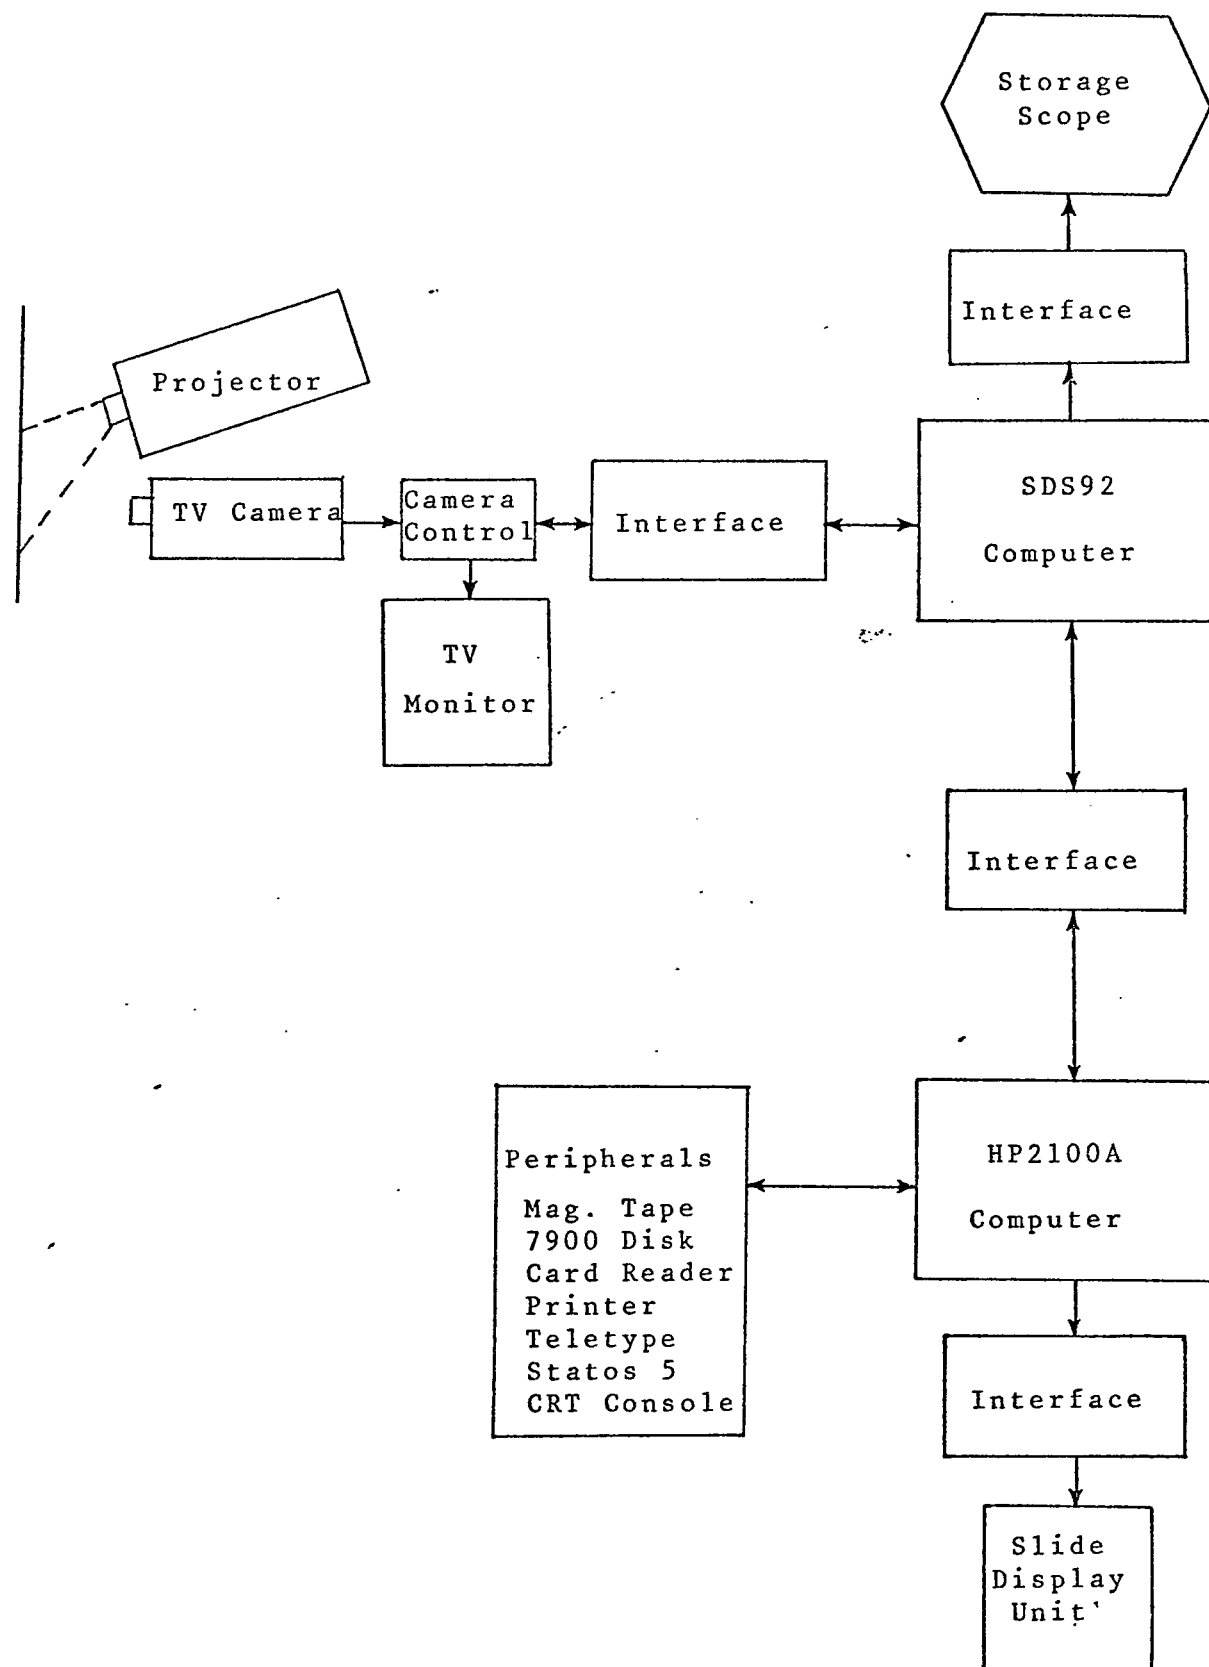 Storage
Scope
Interface
Projector
TV Camera
Camera
Control
Interface
SDS92
Computer
TV
Monitor
Interface
HP2100A
Computer
Peripherals
Mag. Tape
7900 Disk
Card Reader
Printer
Teletype
Statos 5
CRT Console
Interface
Slide
Display
Unit